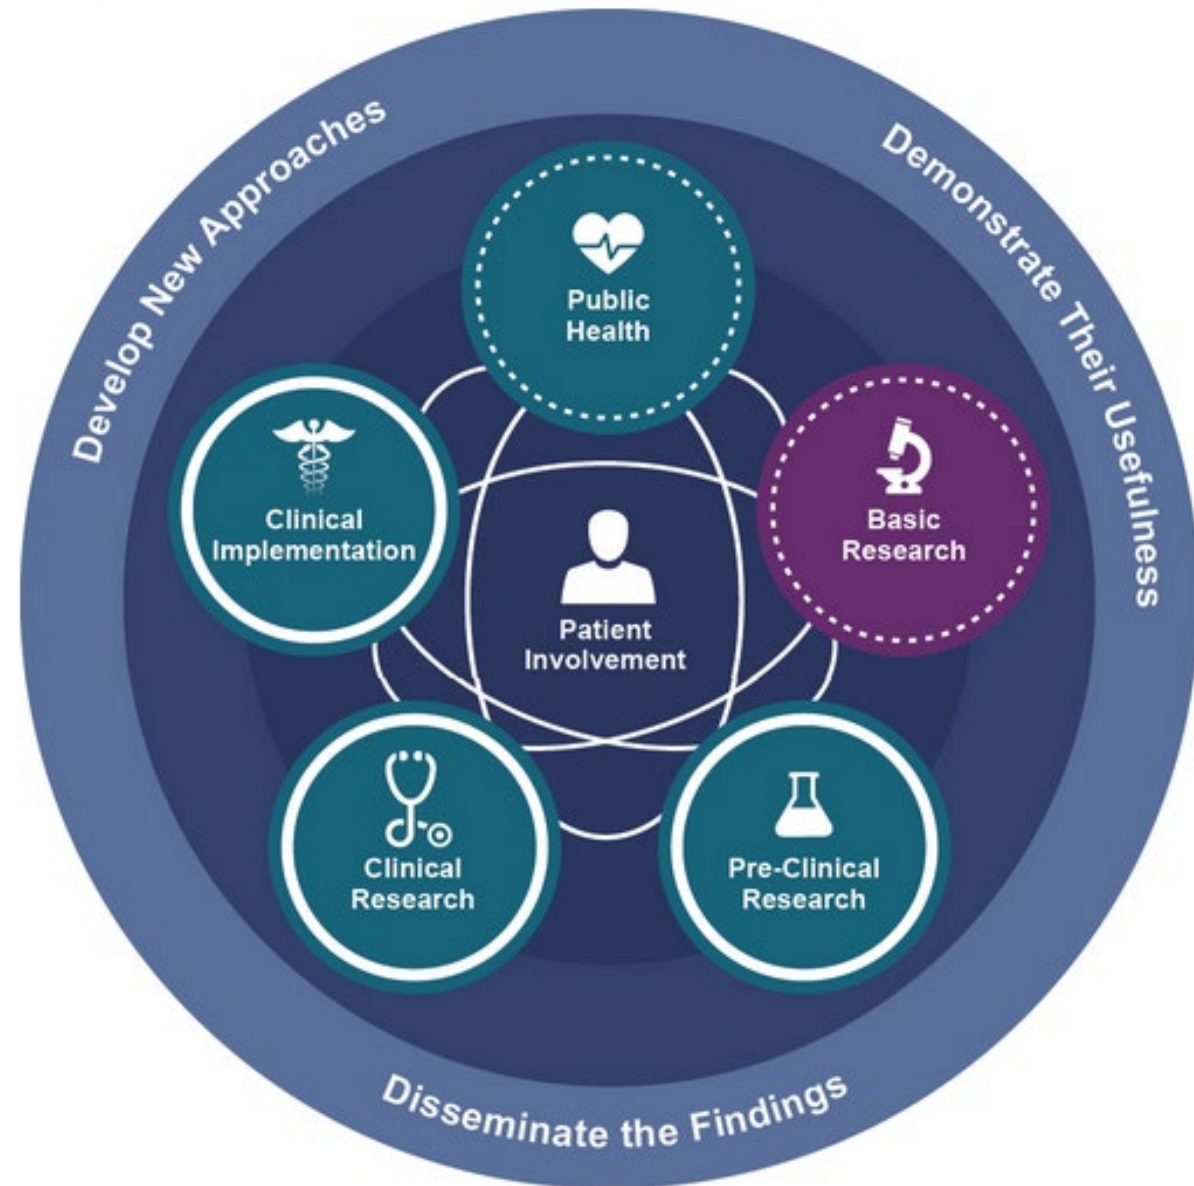 Develop New Approaches
Demonstrate Their Usefulness
Public
Health
Clinical
Implementation
Basic
Research
Patient
Involvement
Clinical
Research
Pre-Clinical
Research
Disseminate the Findings